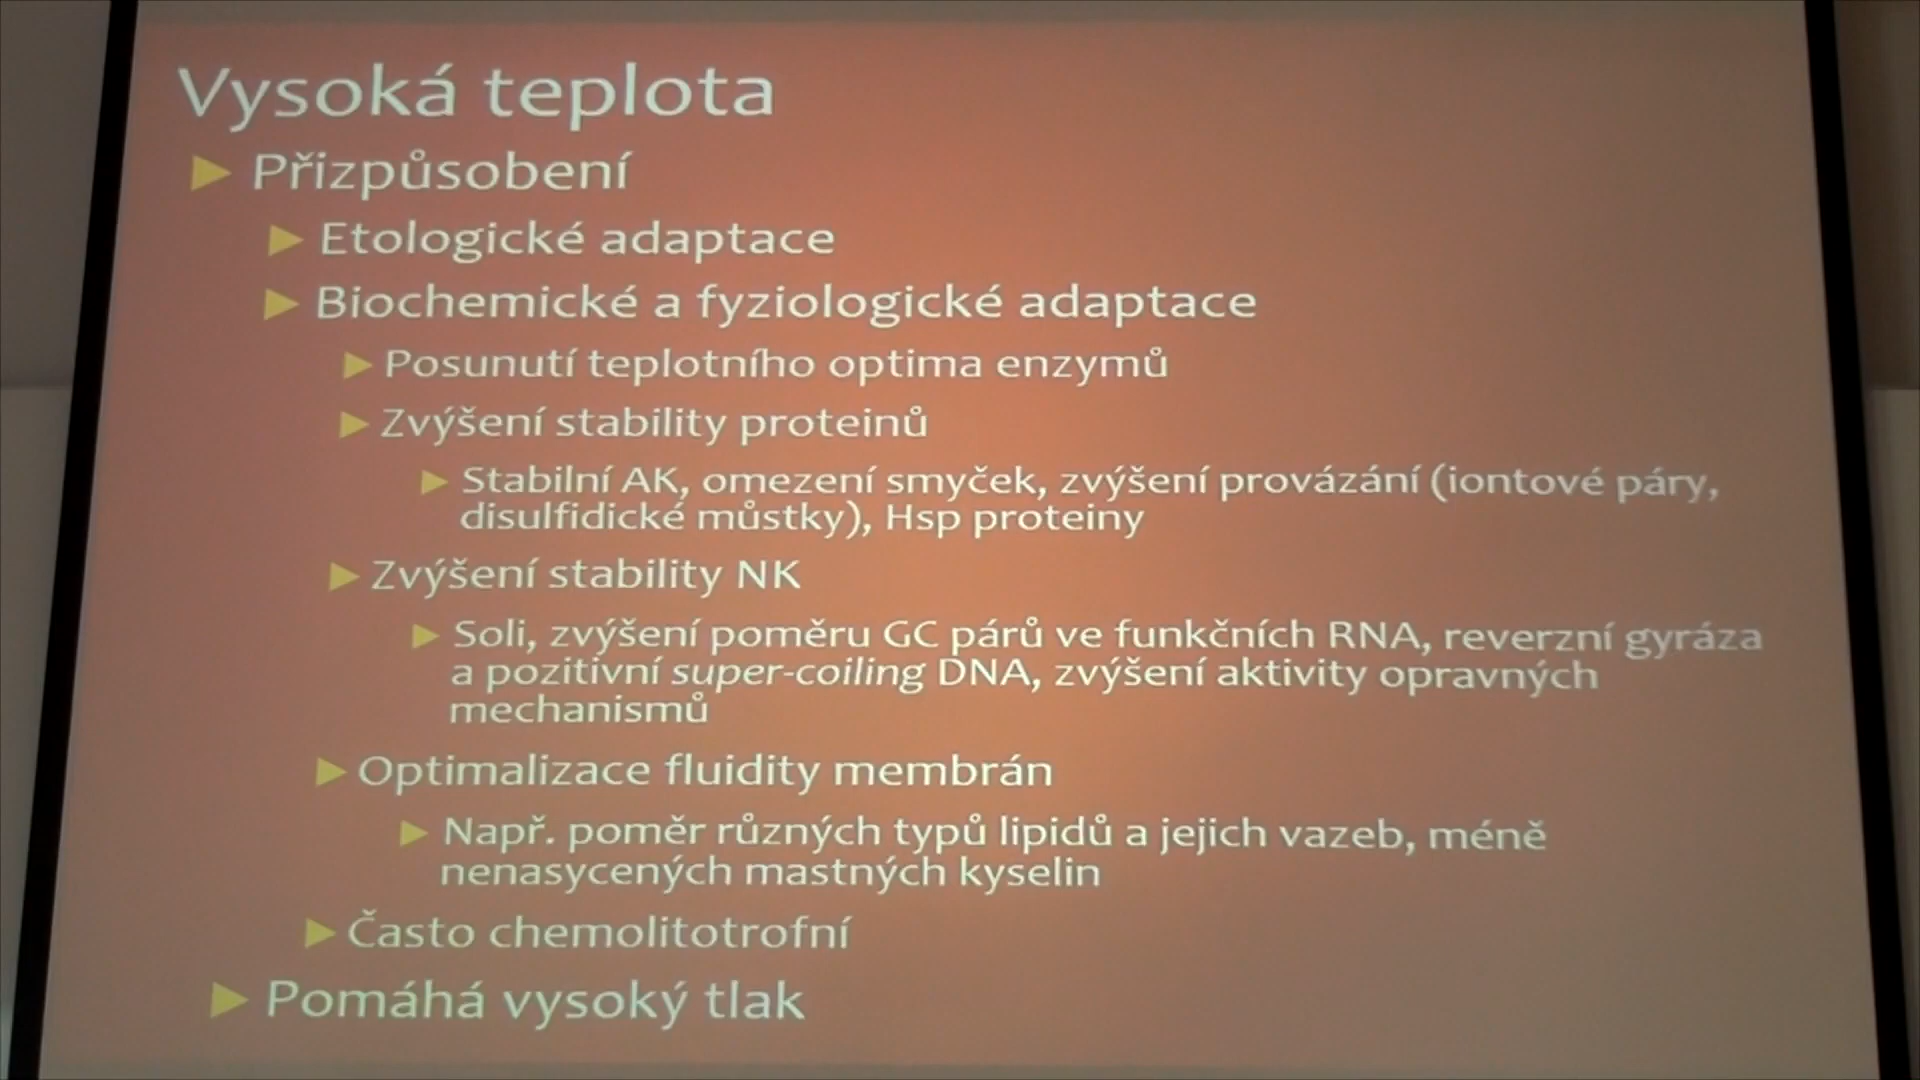 Vysoká teplota
Přizpůsobení
Etologické adaptace
Biochemické a fyziologické adaptace
Posunutí teplotního optima enzymů
Zvýšení stability proteinů
Stabilní AK, omezení smyček, zvýšení provázání (iontové páry,
disulfidické můstky), Hsp proteiny
Zvýšení stability NK
Soli, zvýšení poměru GC párů ve funkčních RNA, reverzní gyráza
a pozitivní super-coiling DNA, zvýšení aktivity opravných
mechanismů
Optimalizace fluidity membrán
Např. poměr různých typů lipidů a jejich vazeb, méně
nenasycených mastných kyselin
Často chemolitotrofní
Pomáhá vysoký tlak